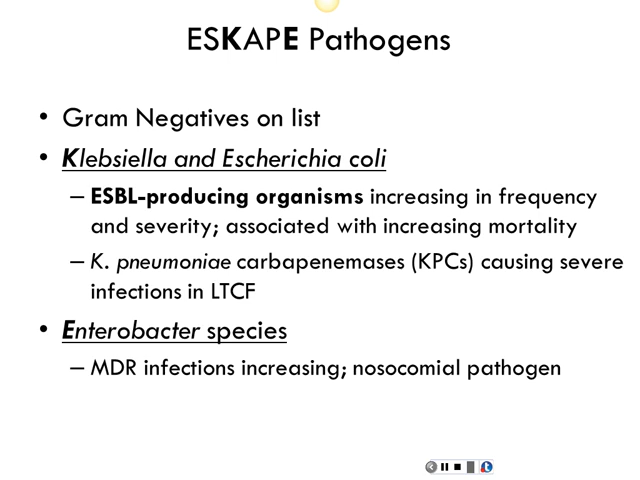 ESKAPE Pathogens
• Gram Negatives on list
• Klebsiella and Escherichia coli
– ESBL-producing organisms increasing in frequency
and severity; associated with increasing mortality
– K. pneumoniae carbapenemases (KPCs) causing severe
infections in LTCF
• Enterobacter species
– MDR infections increasing; nosocomial pathogen